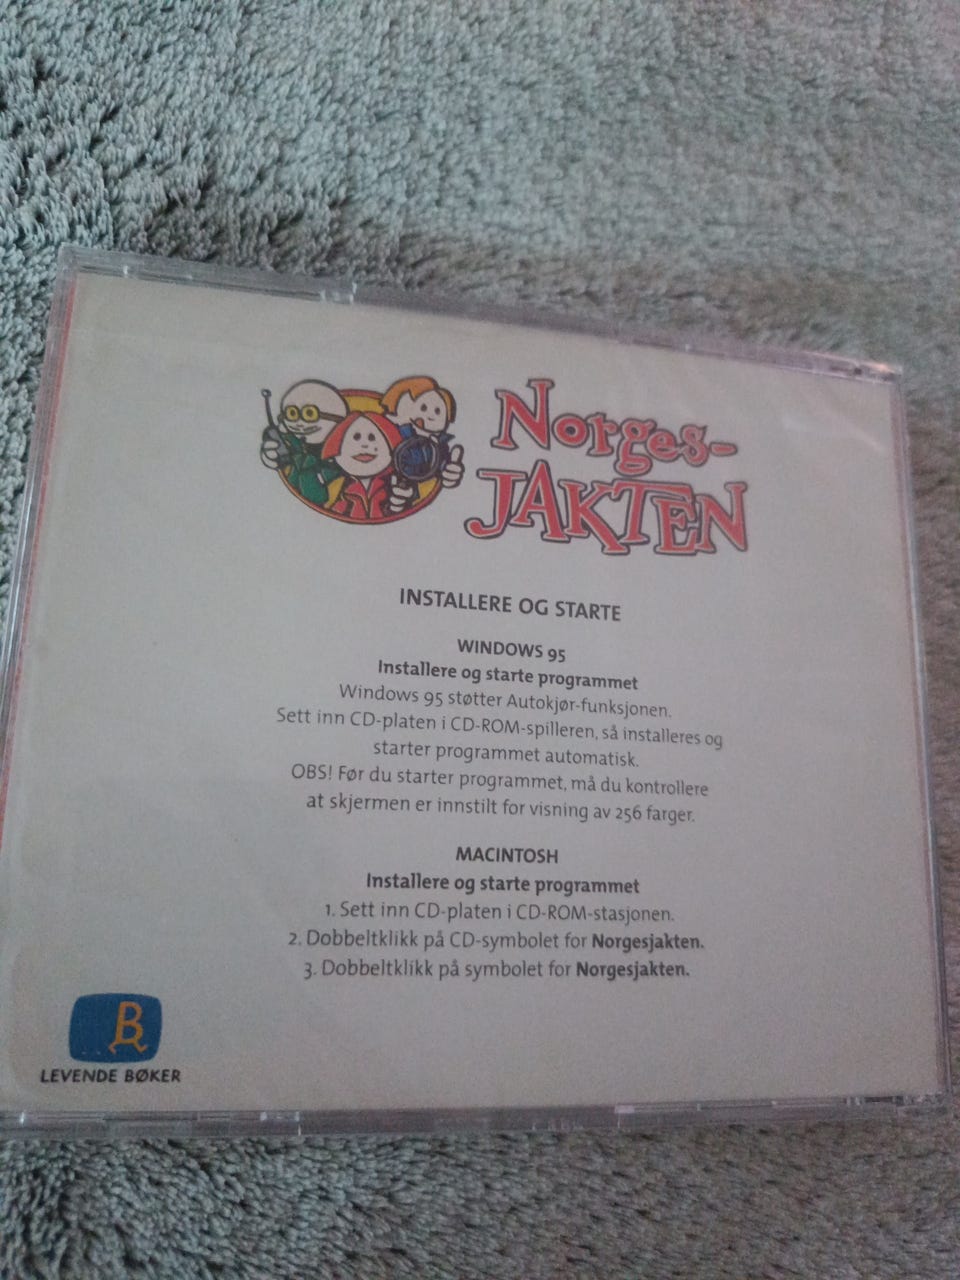 Norges-
JAKTEN
INSTALLERE OG STARTE
WINDOWS 95
Installere og starte programmet
Windows 95 støtter Autokjør-funksjonen.
Sett inn CD-platen i CD-ROM-spilleren, så installeres og
starter programmet automatisk.
OBS! Før du starter programmet, må du kontrollere
at skjermen er innstilt for visning av 256 farger.
MACINTOSH
Installere og starte programmet
1. Sett inn CD-platen i CD-ROM-stasjonen.
2. Dobbeltklikk på CD-symbolet for Norgesjakten.
3. Dobbeltklikk på symbolet for Norgesjakten.
B
LEVENDE BØKER